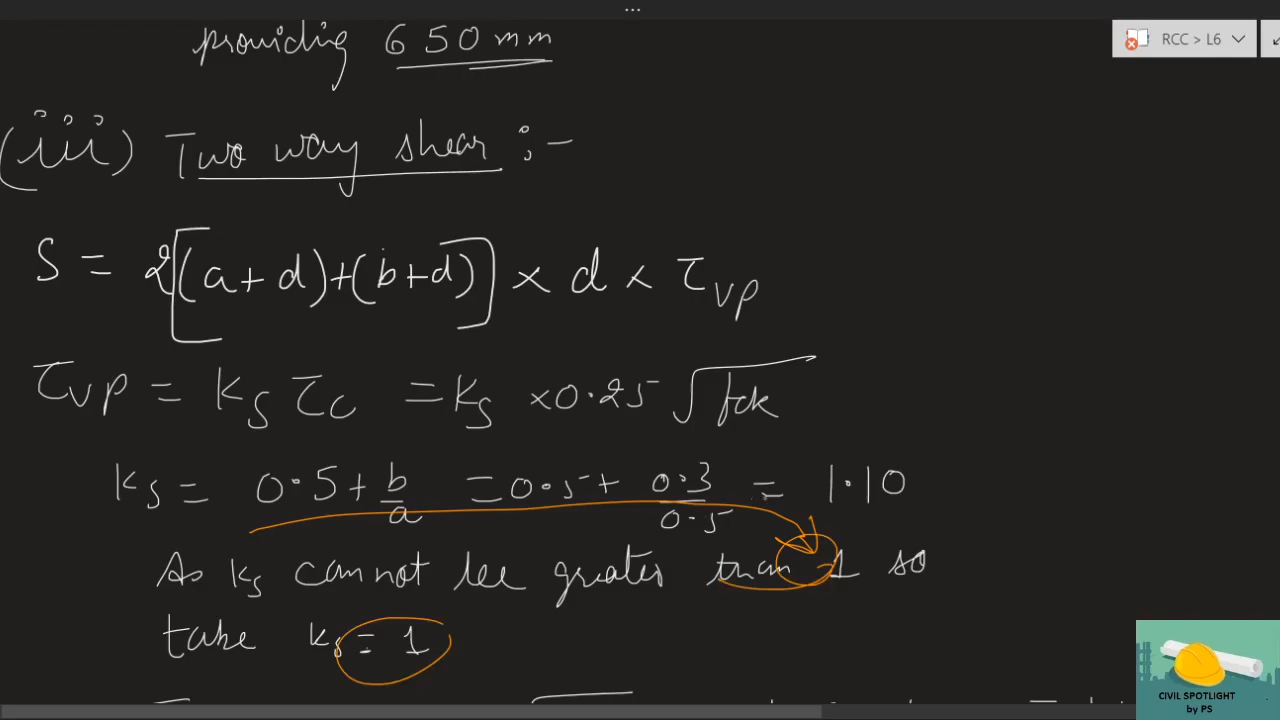 ...
RCC > L6
providing 650 mm
(iii) Two way shear :-
S = 2[(a+d)+(b+d)] × d × τvp
τvp = ks τc = ks × 0.25 √fck
ks = 0.5 + b/a = 0.5 + 0.3/0.5 = 1.10
As ks cannot be greater than 1 so
take ks = 1
CIVIL SPOTLIGHT
by PS